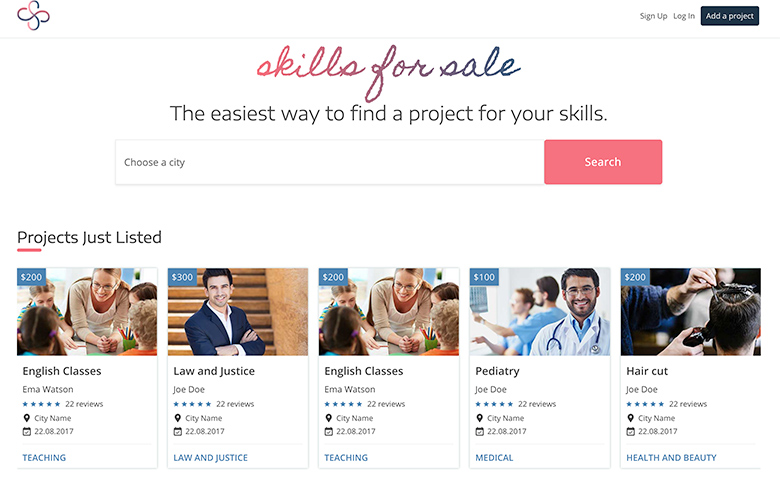 Sign Up Log In Add a project
skills for sale
The easiest way to find a project for your skills.
Choose a city
Search
Projects Just Listed
$200
English Classes
Ema Watson
22 reviews
City Name
22.08.2017
TEACHING
$300
Law and Justice
Joe Doe
22 reviews
City Name
22.08.2017
LAW AND JUSTICE
$200
English Classes
Ema Watson
22 reviews
City Name
22.08.2017
TEACHING
$100
Pediatry
Joe Doe
22 reviews
City Name
22.08.2017
MEDICAL
$200
Hair cut
Joe Doe
22 reviews
City Name
22.08.2017
HEALTH AND BEAUTY